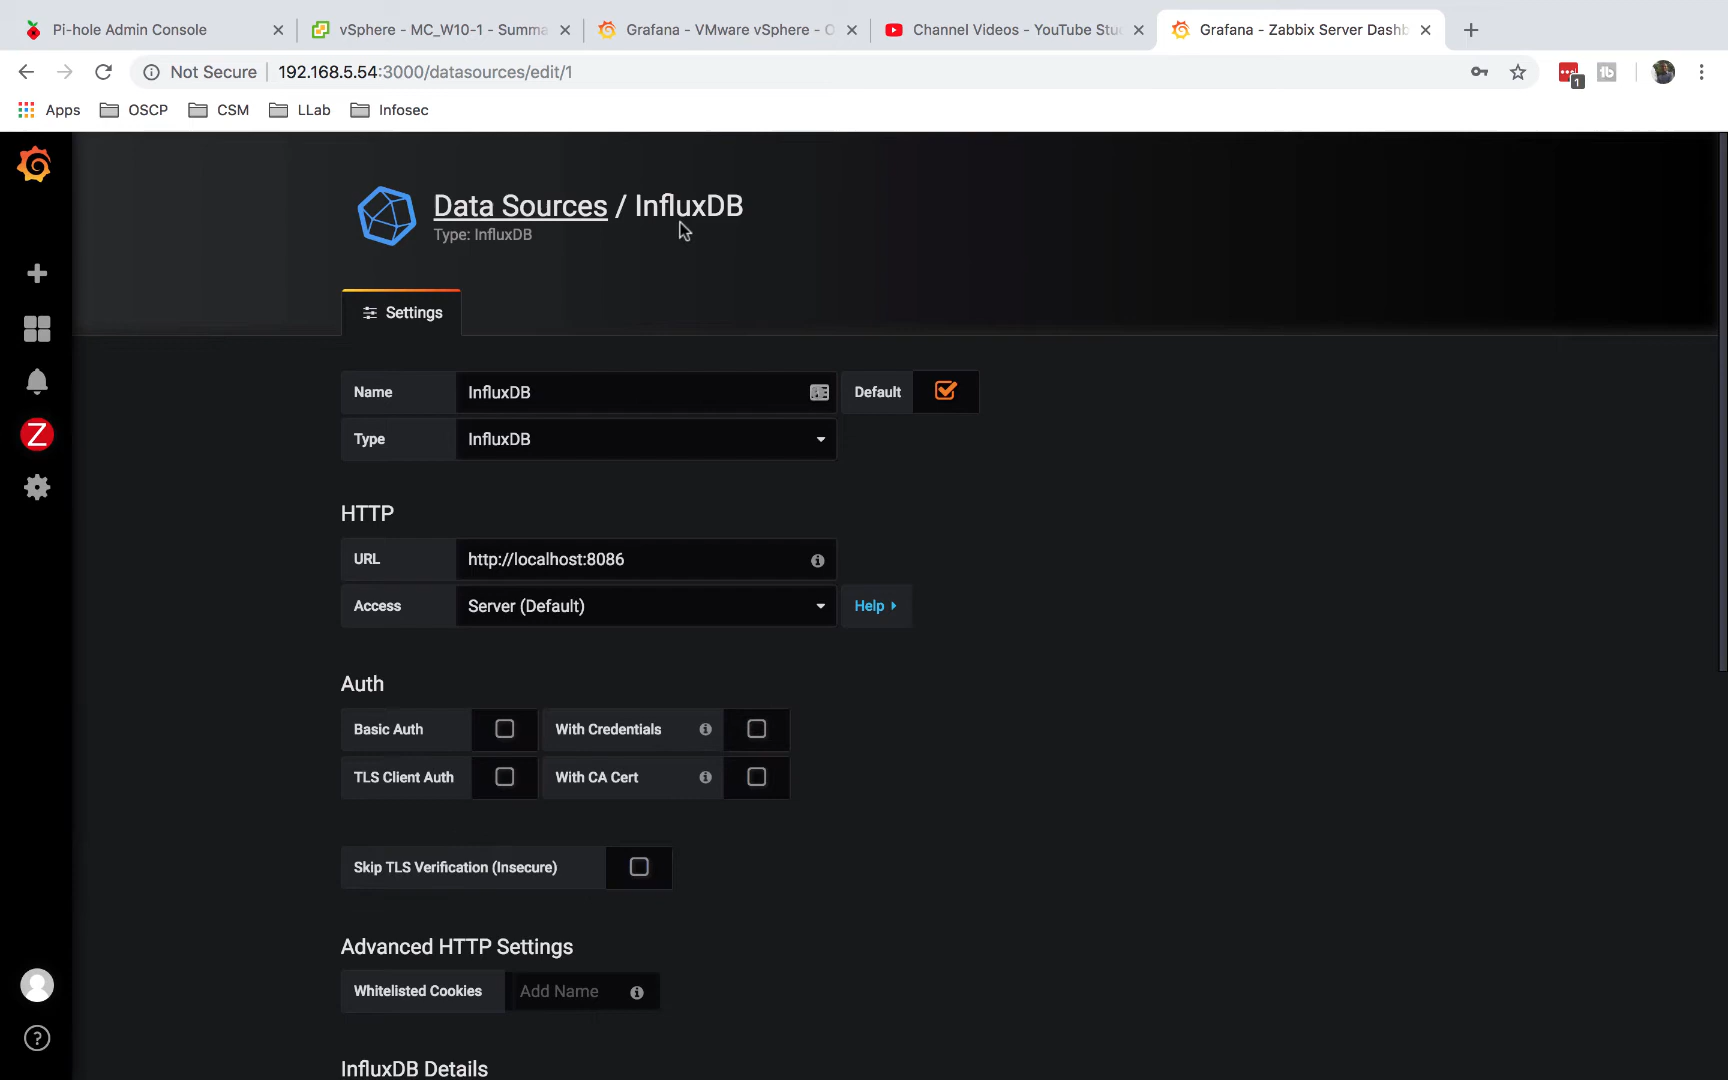 Pi-hole Admin Console
vSphere - MC_W10-1 - Summa
Grafana - VMware vSphere - O
Channel Videos - YouTube Stu
Grafana - Zabbix Server Dashb
Not Secure | 192.168.5.54:3000/datasources/edit/1
1
Apps OSCP CSM LLab Infosec
Data Sources / InfluxDB
Type: InfluxDB
Settings
Name InfluxDB Default
Type InfluxDB
Z
HTTP
URL http://localhost:8086
Access Server (Default) Help
Auth
Basic Auth With Credentials
TLS Client Auth With CA Cert
Skip TLS Verification (Insecure)
Advanced HTTP Settings
Whitelisted Cookies Add Name
InfluxDB Details